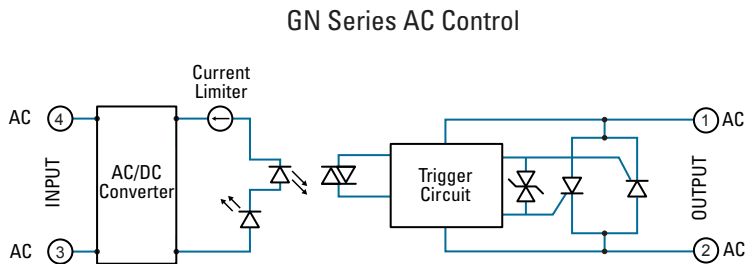 GN Series AC Control
Current
Limiter
AC 4
1 AC
INPUT
AC/DC
Converter
Trigger
Circuit
OUTPUT
AC 3
2 AC